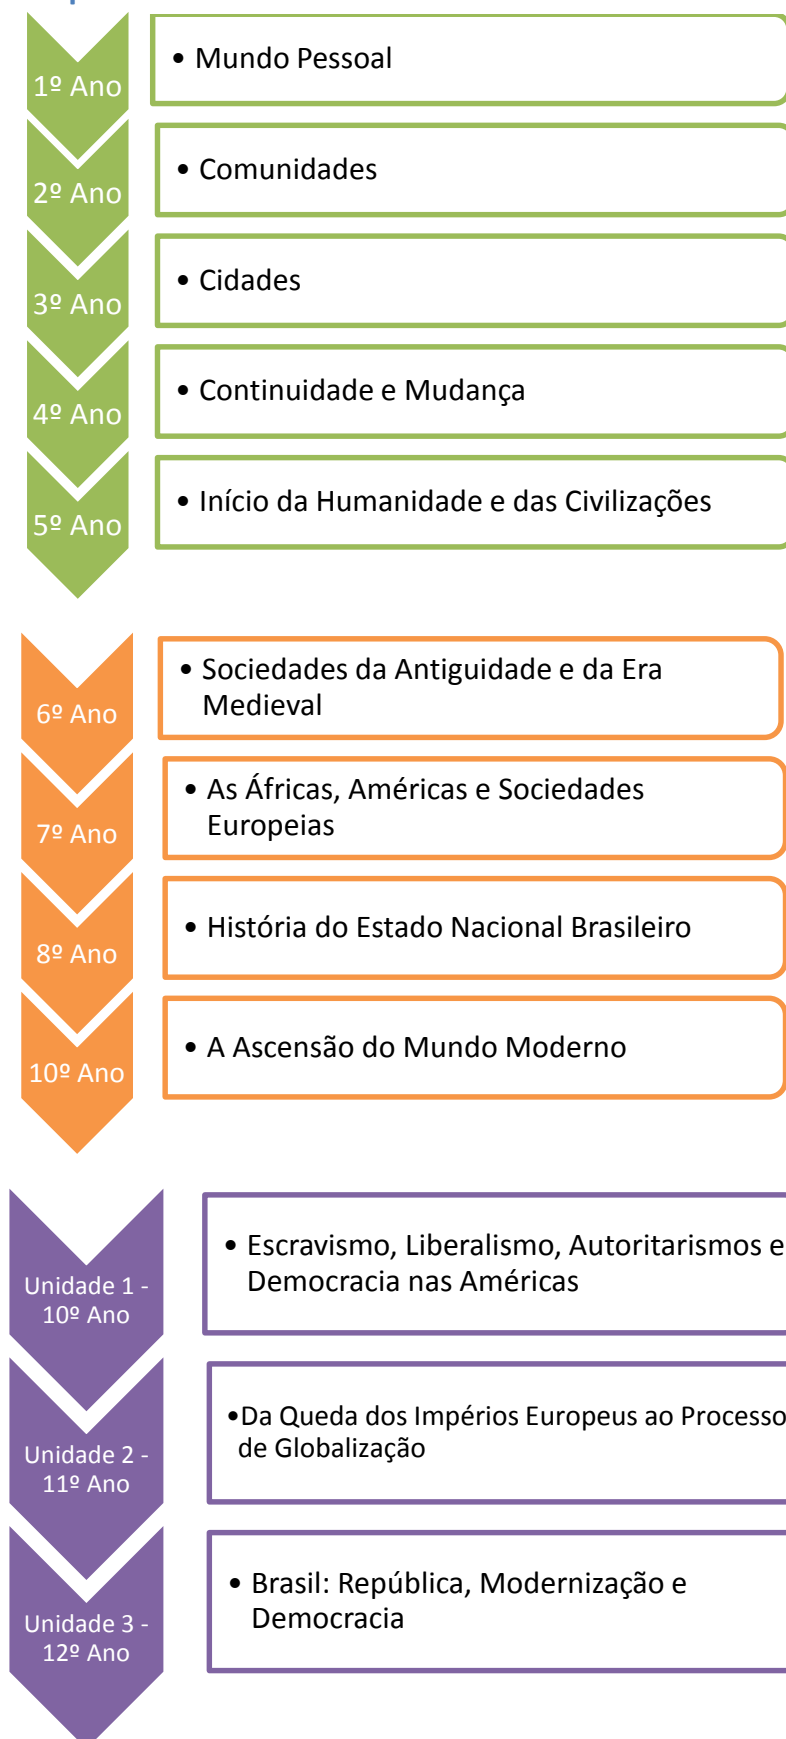 1º Ano
• Mundo Pessoal
2º Ano
• Comunidades
3º Ano
• Cidades
4º Ano
• Continuidade e Mudança
5º Ano
• Início da Humanidade e das Civilizações
6º Ano
• Sociedades da Antiguidade e da Era
Medieval
7º Ano
• As Áfricas, Américas e Sociedades
Europeias
8º Ano
• História do Estado Nacional Brasileiro
10º Ano
• A Ascensão do Mundo Moderno
Unidade 1 -
10º Ano
• Escravismo, Liberalismo, Autoritarismos e
Democracia nas Américas
Unidade 2 -
11º Ano
•Da Queda dos Impérios Europeus ao Processo
de Globalização
Unidade 3 -
12º Ano
• Brasil: República, Modernização e
Democracia